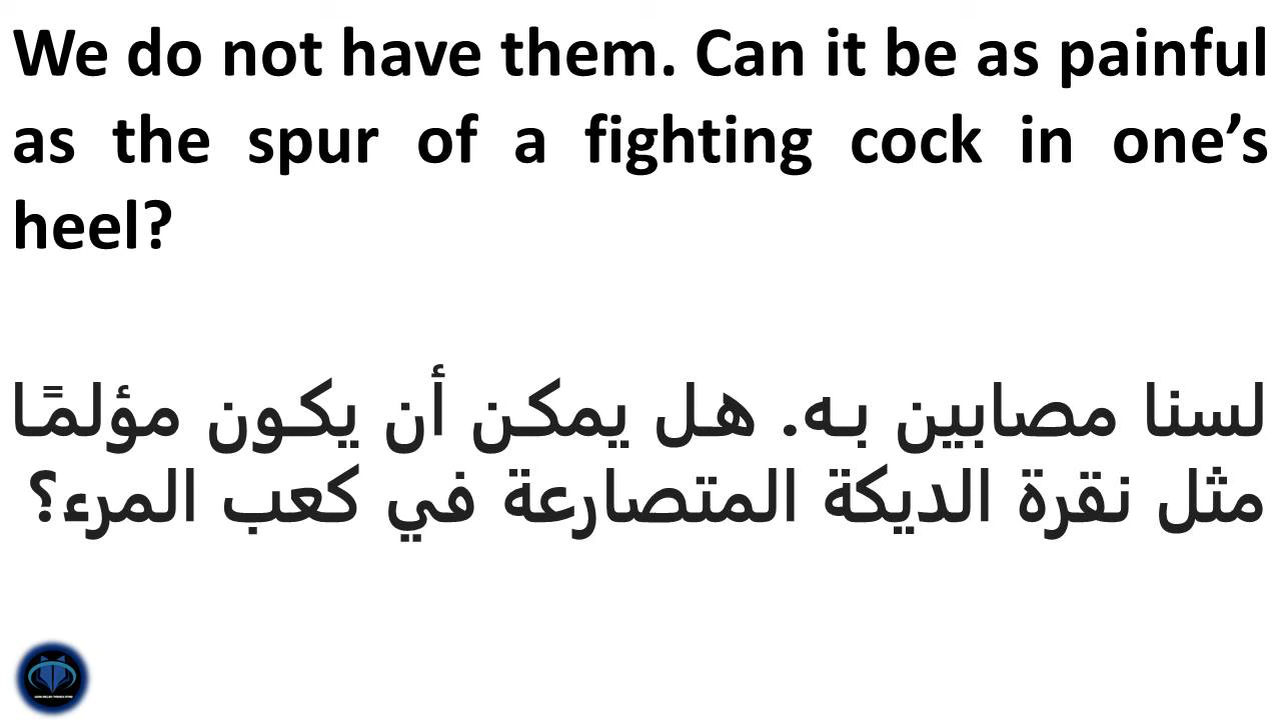 We do not have them. Can it be as painful
as the spur of a fighting cock in one’s
heel?
لسنا مصابين بـه. هـل يمكـن أن يكـون مؤلمًـا
مثل نقرة الديكة المتصارعة في كعب المرء؟